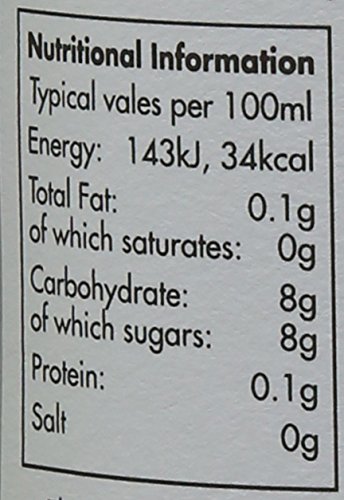 Nutritional Information
Typical vales per 100ml
Energy: 143kJ, 34kcal
Total Fat: 0.1g
of which saturates: 0g
Carbohydrate: 8g
of which sugars: 8g
Protein: 0.1g
Salt 0g